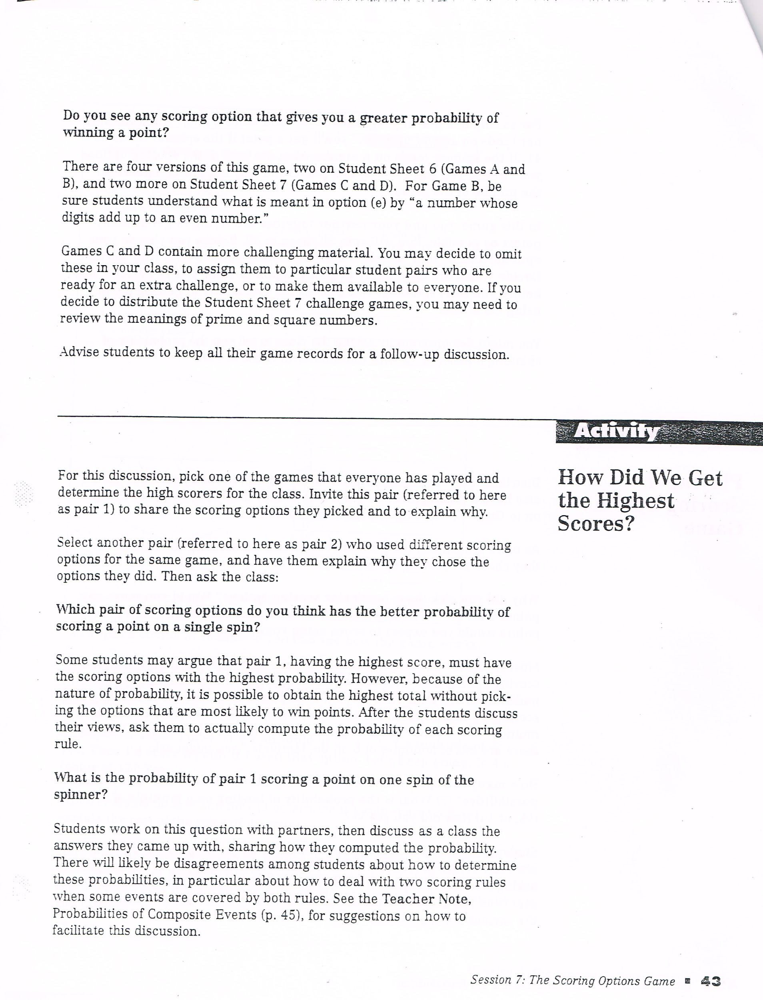 Do you see any scoring option that gives you a greater probability of
winning a point?
There are four versions of this game, two on Student Sheet 6 (Games A and
B), and two more on Student Sheet 7 (Games C and D). For Game B, be
sure students understand what is meant in option (e) by “a number whose
digits add up to an even number.”
Games C and D contain more challenging material. You may decide to omit
these in your class, to assign them to particular student pairs who are
ready for an extra challenge, or to make them available to everyone. If you
decide to distribute the Student Sheet 7 challenge games, you may need to
review the meanings of prime and square numbers.
Advise students to keep all their game records for a follow-up discussion.
Activity
How Did We Get
the Highest
Scores?
For this discussion, pick one of the games that everyone has played and
determine the high scorers for the class. Invite this pair (referred to here
as pair 1) to share the scoring options they picked and to explain why.
Select another pair (referred to here as pair 2) who used different scoring
options for the same game, and have them explain why they chose the
options they did. Then ask the class:
Which pair of scoring options do you think has the better probability of
scoring a point on a single spin?
Some students may argue that pair 1, having the highest score, must have
the scoring options with the highest probability. However, because of the
nature of probability, it is possible to obtain the highest total without pick-
ing the options that are most likely to win points. After the students discuss
their views, ask them to actually compute the probability of each scoring
rule.
What is the probability of pair 1 scoring a point on one spin of the
spinner?
Students work on this question with partners, then discuss as a class the
answers they came up with, sharing how they computed the probability.
There will likely be disagreements among students about how to determine
these probabilities, in particular about how to deal with two scoring rules
when some events are covered by both rules. See the Teacher Note,
Probabilities of Composite Events (p. 45), for suggestions on how to
facilitate this discussion.
Session 7: The Scoring Options Game ■ 43